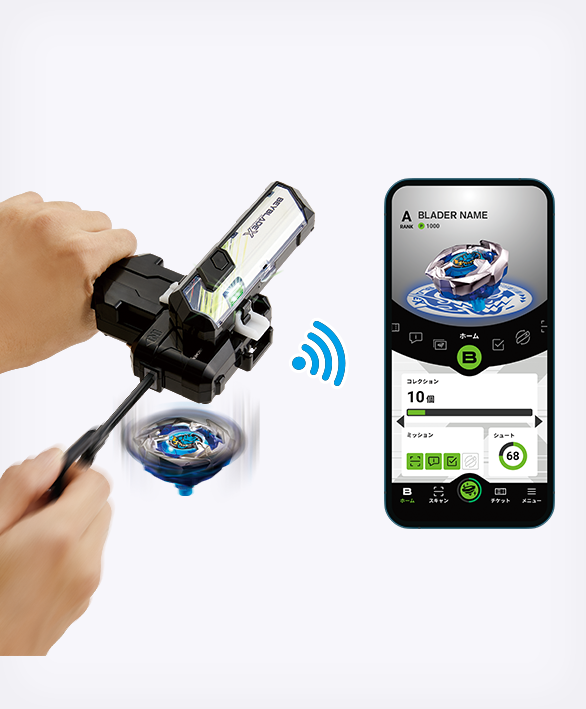 BEYBLADE X
A BLADER NAME
RANK P 1000
ホーム
B
コレクション
10個
ミッション
シュート
68
B
ホーム
スキャン
チケット
メニュー